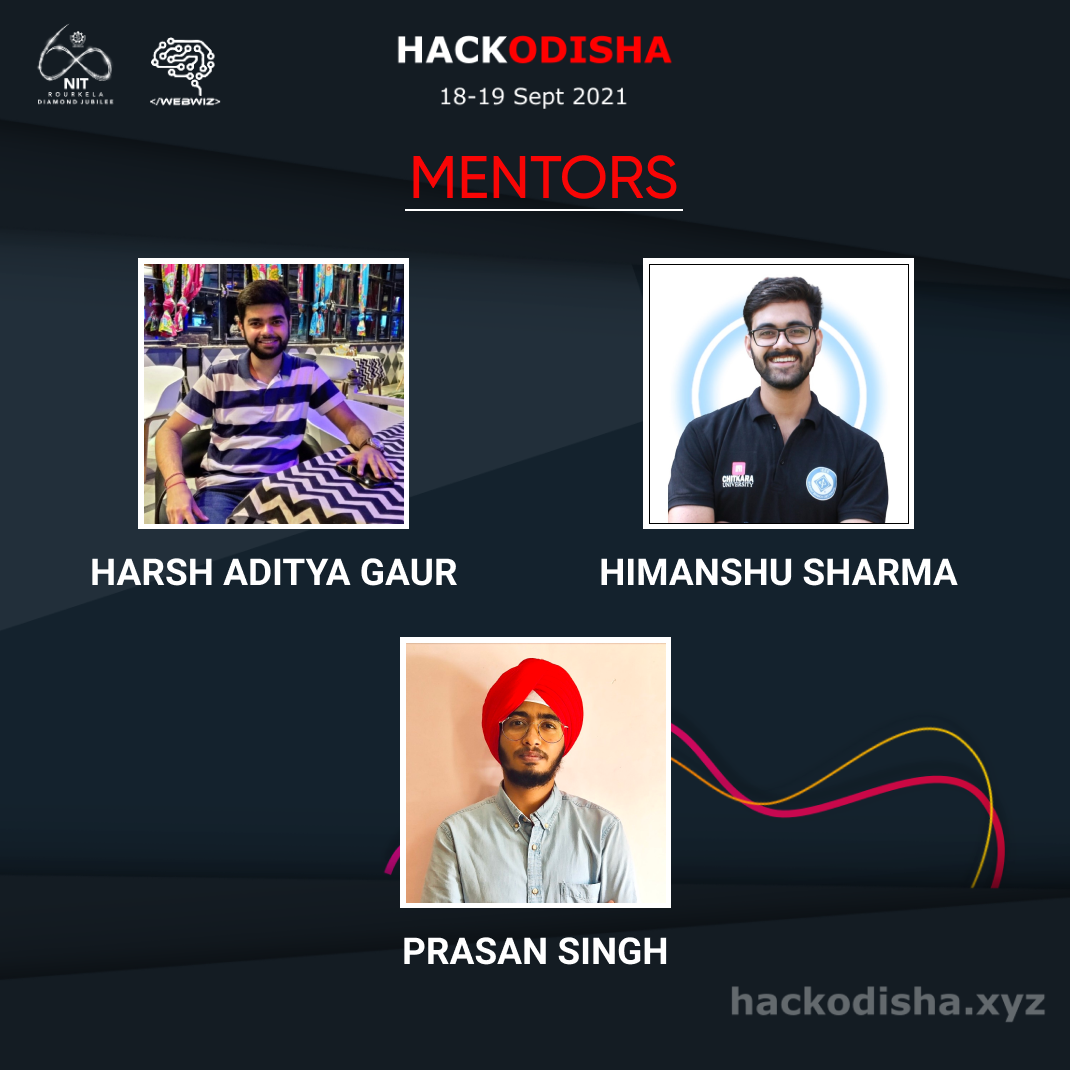 NIT
ROURKELA
DIAMOND JUBILEE
</WEBWIZ>
HACKODISHA
18-19 Sept 2021
MENTORS
CHITKARA
UNIVERSITY
HARSH ADITYA GAUR
HIMANSHU SHARMA
PRASAN SINGH
hackodisha.xyz